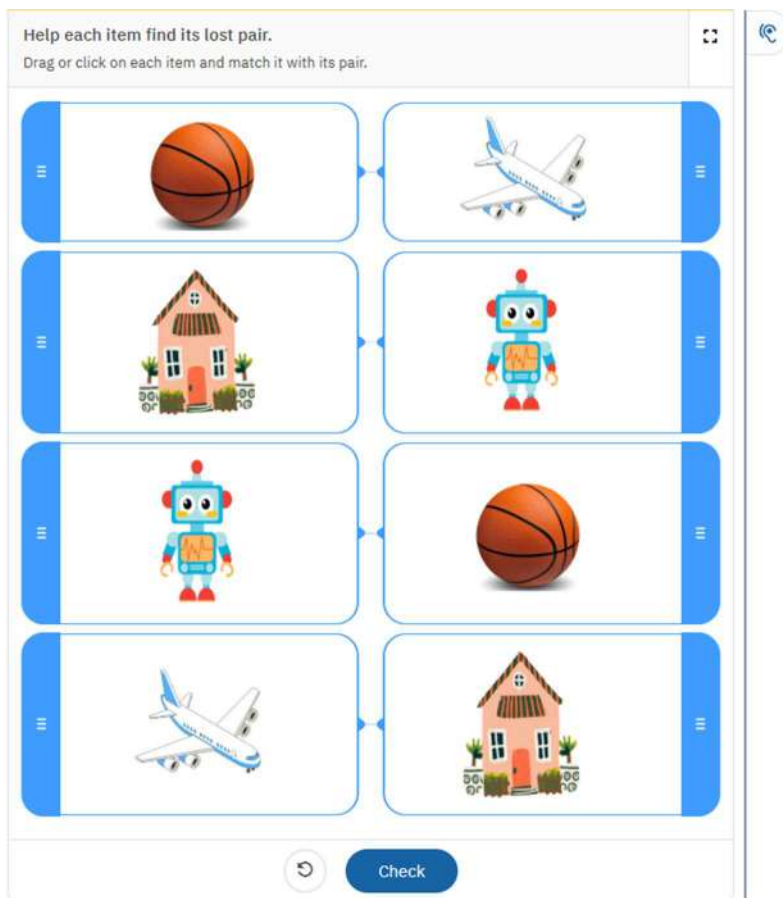 Help each item find its lost pair.
Drag or click on each item and match it with its pair.
Check